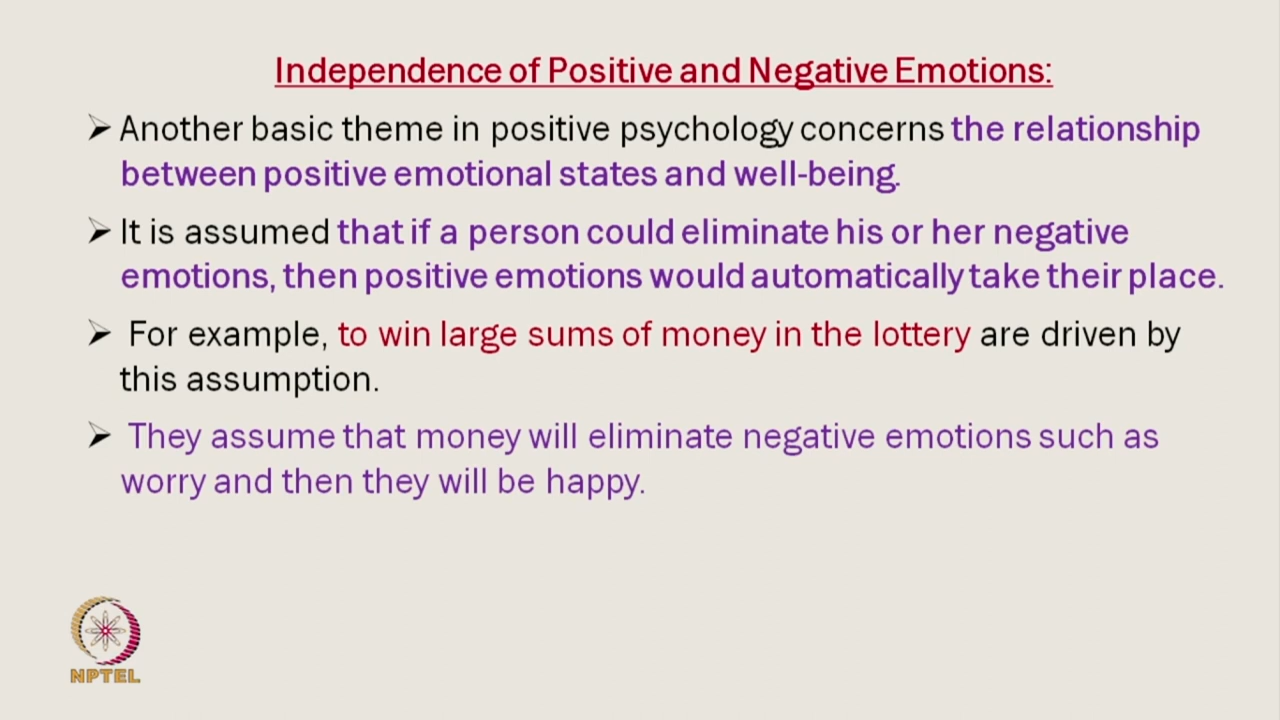 Independence of Positive and Negative Emotions:
➢ Another basic theme in positive psychology concerns the relationship
between positive emotional states and well-being.
➢ It is assumed that if a person could eliminate his or her negative
emotions, then positive emotions would automatically take their place.
➢ For example, to win large sums of money in the lottery are driven by
this assumption.
➢ They assume that money will eliminate negative emotions such as
worry and then they will be happy.
NPTEL